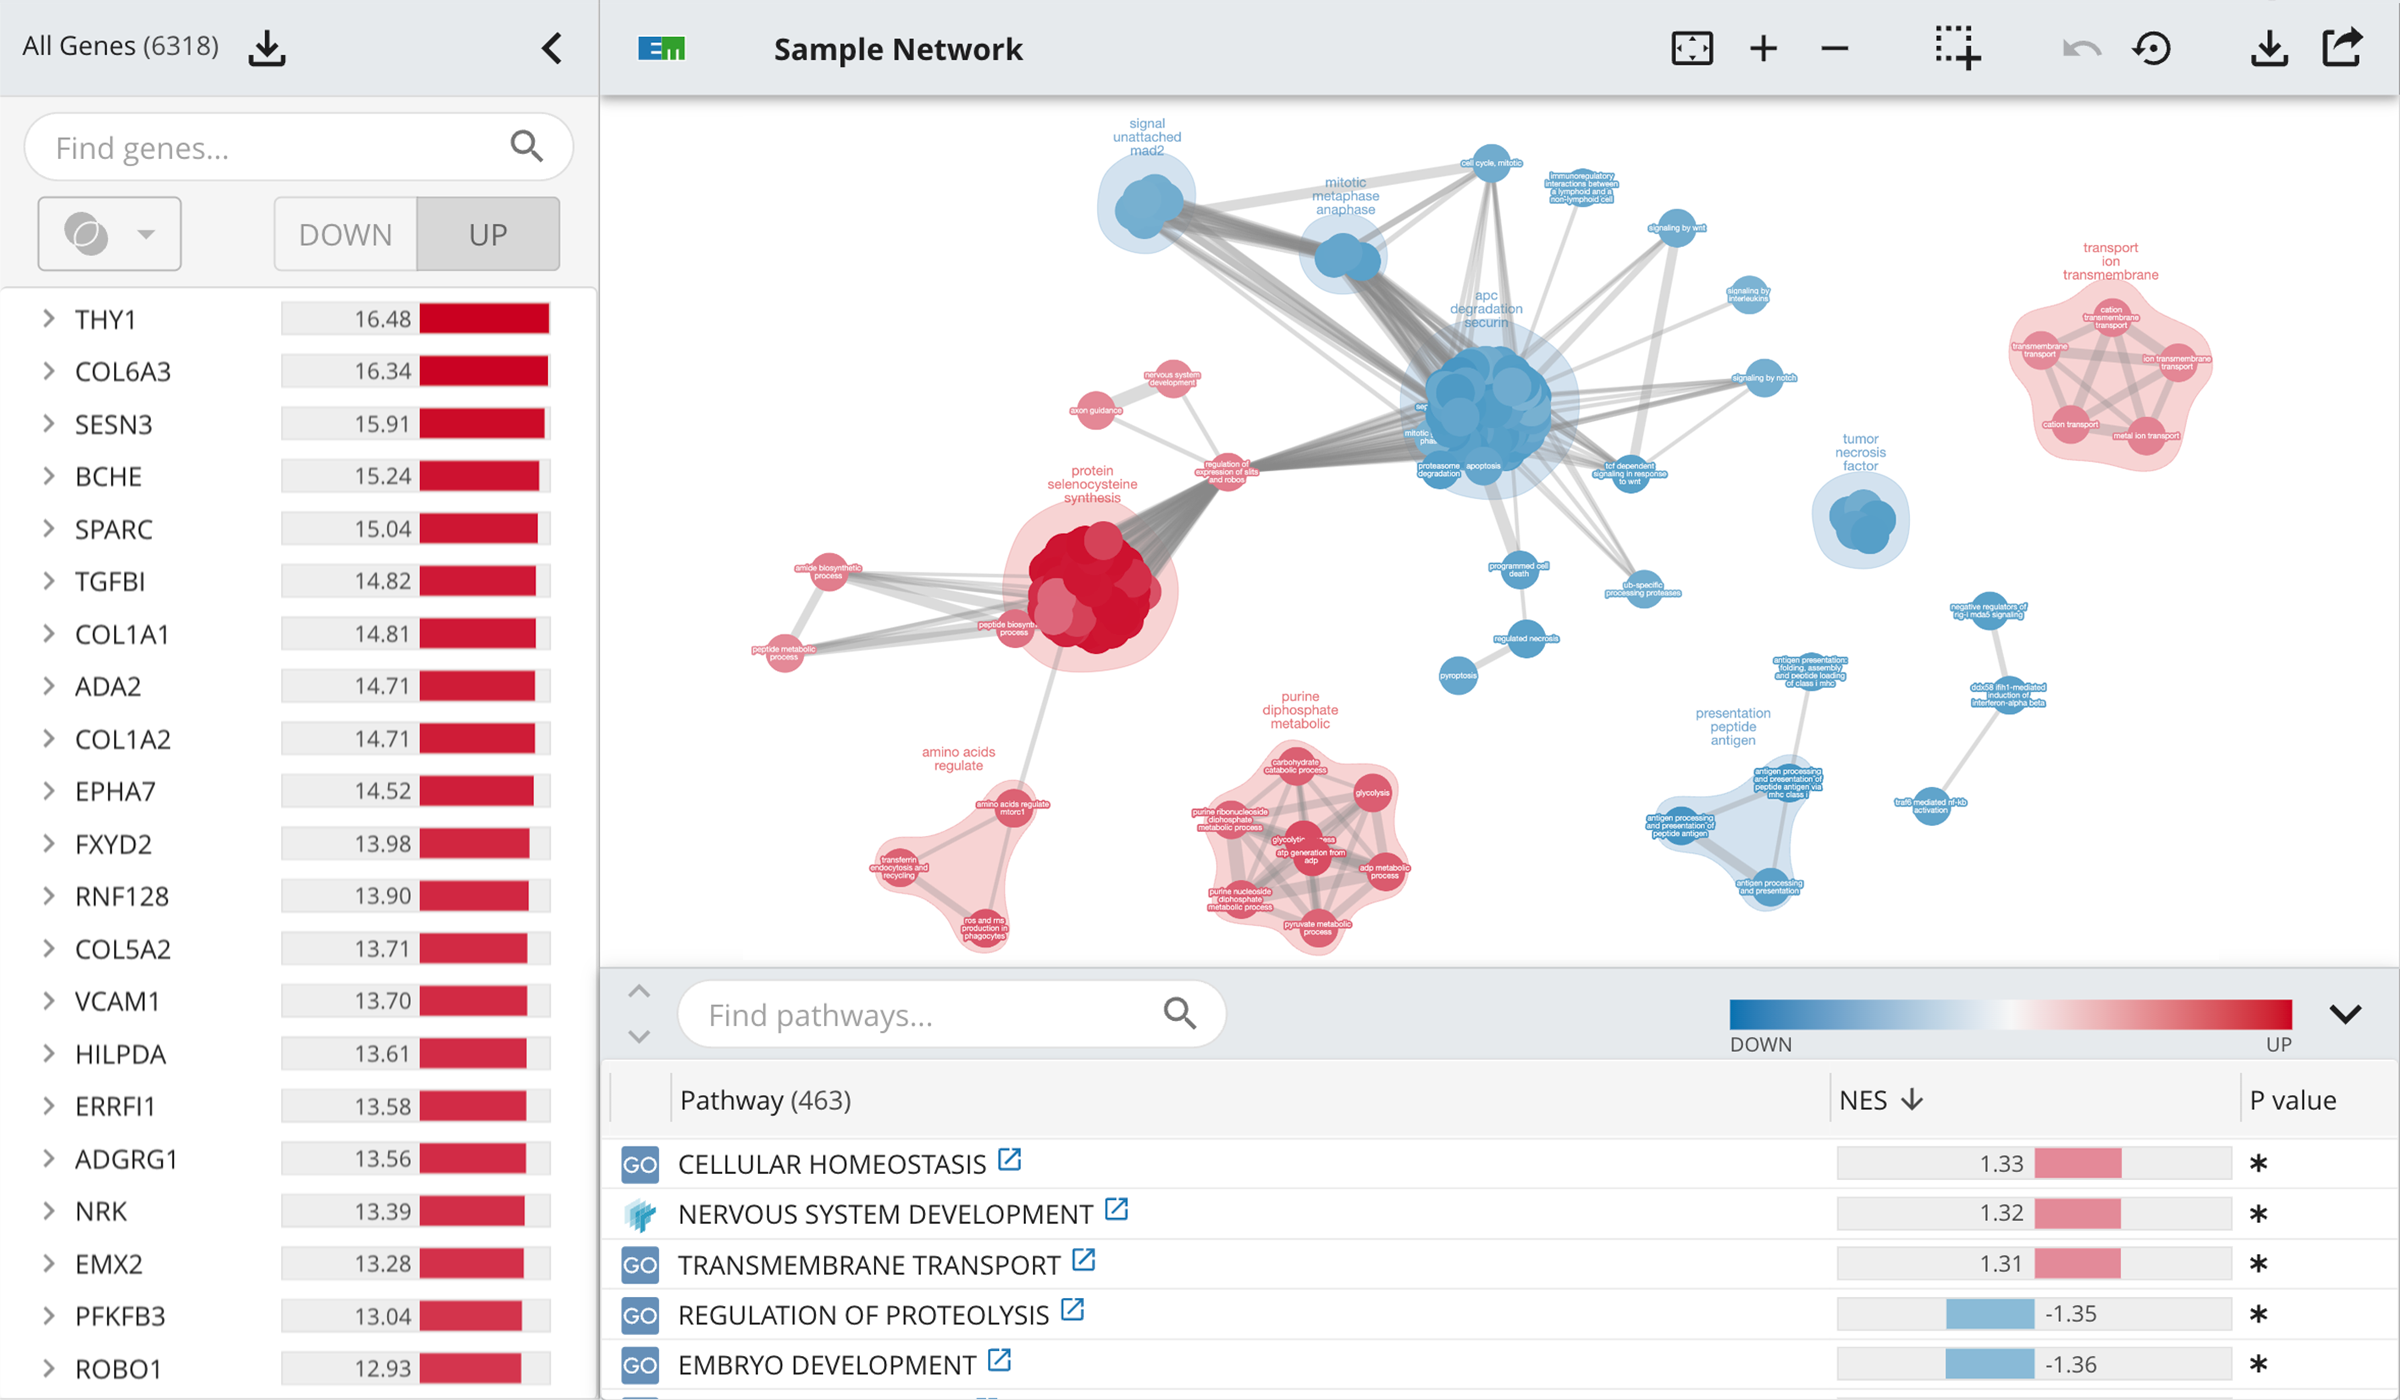 All Genes (6318)
Find genes...
DOWN
UP
THY1 16.48
COL6A3 16.34
SESN3 15.91
BCHE 15.24
SPARC 15.04
TGFBI 14.82
COL1A1 14.81
ADA2 14.71
COL1A2 14.71
EPHA7 14.52
FXYD2 13.98
RNF128 13.90
COL5A2 13.71
VCAM1 13.70
HILPDA 13.61
ERRFI1 13.58
ADGRG1 13.56
NRK 13.39
EMX2 13.28
PFKFB3 13.04
ROBO1 12.93
Em
Sample Network
signal
unattached
mad2
mitotic
metaphase
anaphase
cell cycle, mitotic
immunoregulatory
interactions between
a lymphoid and a
non-lymphoid cell
signaling by wnt
signaling by
interleukins
apc
degradation
securin
signaling by notch
transport
ion
transmembrane
cation
transmembrane
transport
transmembrane
transport
ion transmembrane
transport
cation transport
metal ion transport
nervous system
development
axon guidance
regulation of
expression of slits
and robos
mitotic
proteasome
degradation
apoptosis
tcf dependent
signaling in response
to wnt
tumor
necrosis
factor
protein
selenocysteine
synthesis
amide biosynthetic
process
peptide metabolic
process
peptide biosynt
process
programmed cell
death
ub-specific
processing proteases
regulated necrosis
pyroptosis
negative regulators of
rig-i mda5 signaling
ddx58 ifih1-mediated
induction of
interferon-alpha beta
traf6 mediated nf-kb
activation
antigen presentation:
folding, assembly
and peptide loading
of class i mhc
presentation
peptide
antigen
antigen processing
and presentation of
peptide antigen via
mhc class i
antigen processing
and presentation of
peptide antigen
antigen processing
and presentation
amino acids
regulate
amino acids regulate
mtorc1
transferrin
endocytosis and
recycling
ros and rns
production in
phagocytes
purine
diphosphate
metabolic
carbohydrate
catabolic process
glycolysis
purine ribonucleoside
diphosphate
metabolic process
atp generation from
adp
adp metabolic
process
purine nucleoside
diphosphate
metabolic process
pyruvate metabolic
process
Find pathways...
DOWN
UP
Pathway (463)
NES
P value
GO CELLULAR HOMEOSTASIS 1.33 *
NERVOUS SYSTEM DEVELOPMENT 1.32 *
GO TRANSMEMBRANE TRANSPORT 1.31 *
GO REGULATION OF PROTEOLYSIS -1.35 *
GO EMBRYO DEVELOPMENT -1.36 *